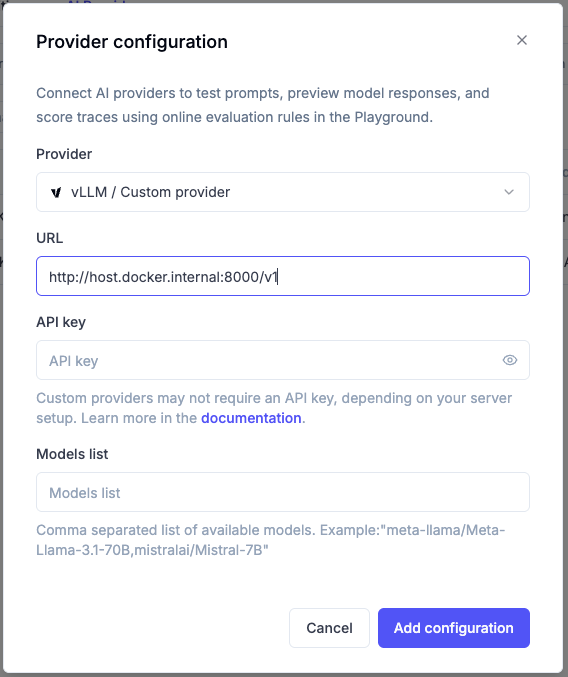 Provider configuration
Connect AI providers to test prompts, preview model responses, and
score traces using online evaluation rules in the Playground.
Provider
vLLM / Custom provider
URL
http://host.docker.internal:8000/v1
API key
API key
Custom providers may not require an API key, depending on your server
setup. Learn more in the documentation.
Models list
Models list
Comma separated list of available models. Example:"meta-llama/Meta-
Llama-3.1-70B,mistralai/Mistral-7B"
Cancel
Add configuration